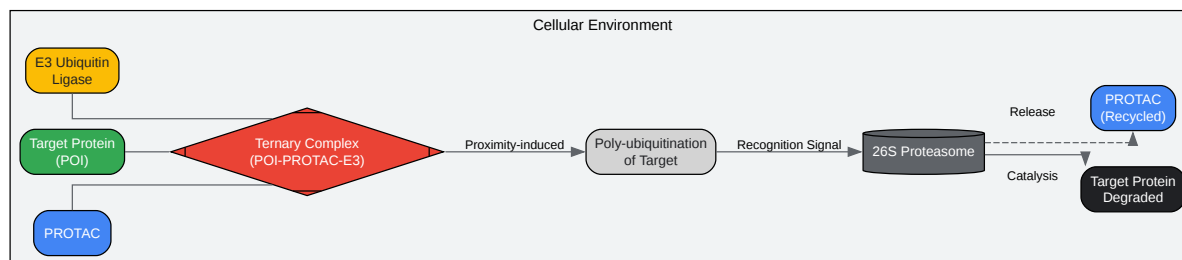 Cellular Environment
E3 Ubiquitin
Ligase
Target Protein
(POI)
PROTAC
Ternary Complex
(POI-PROTAC-E3)
Proximity-induced
Poly-ubiquitination
of Target
Recognition Signal
26S Proteasome
Release
Catalysis
PROTAC
(Recycled)
Target Protein
Degraded